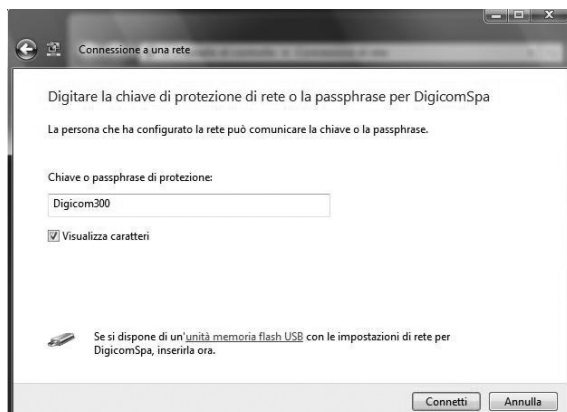 Connessione a una rete
Digitare la chiave di protezione di rete o la passphrase per DigicomSpa
La persona che ha configurato la rete può comunicare la chiave o la passphrase.
Chiave o passphrase di protezione:
Digicom300
Visualizza caratteri
Se si dispone di un'unità memoria flash USB con le impostazioni di rete per
DigicomSpa, inserirla ora.
Connetti Annulla